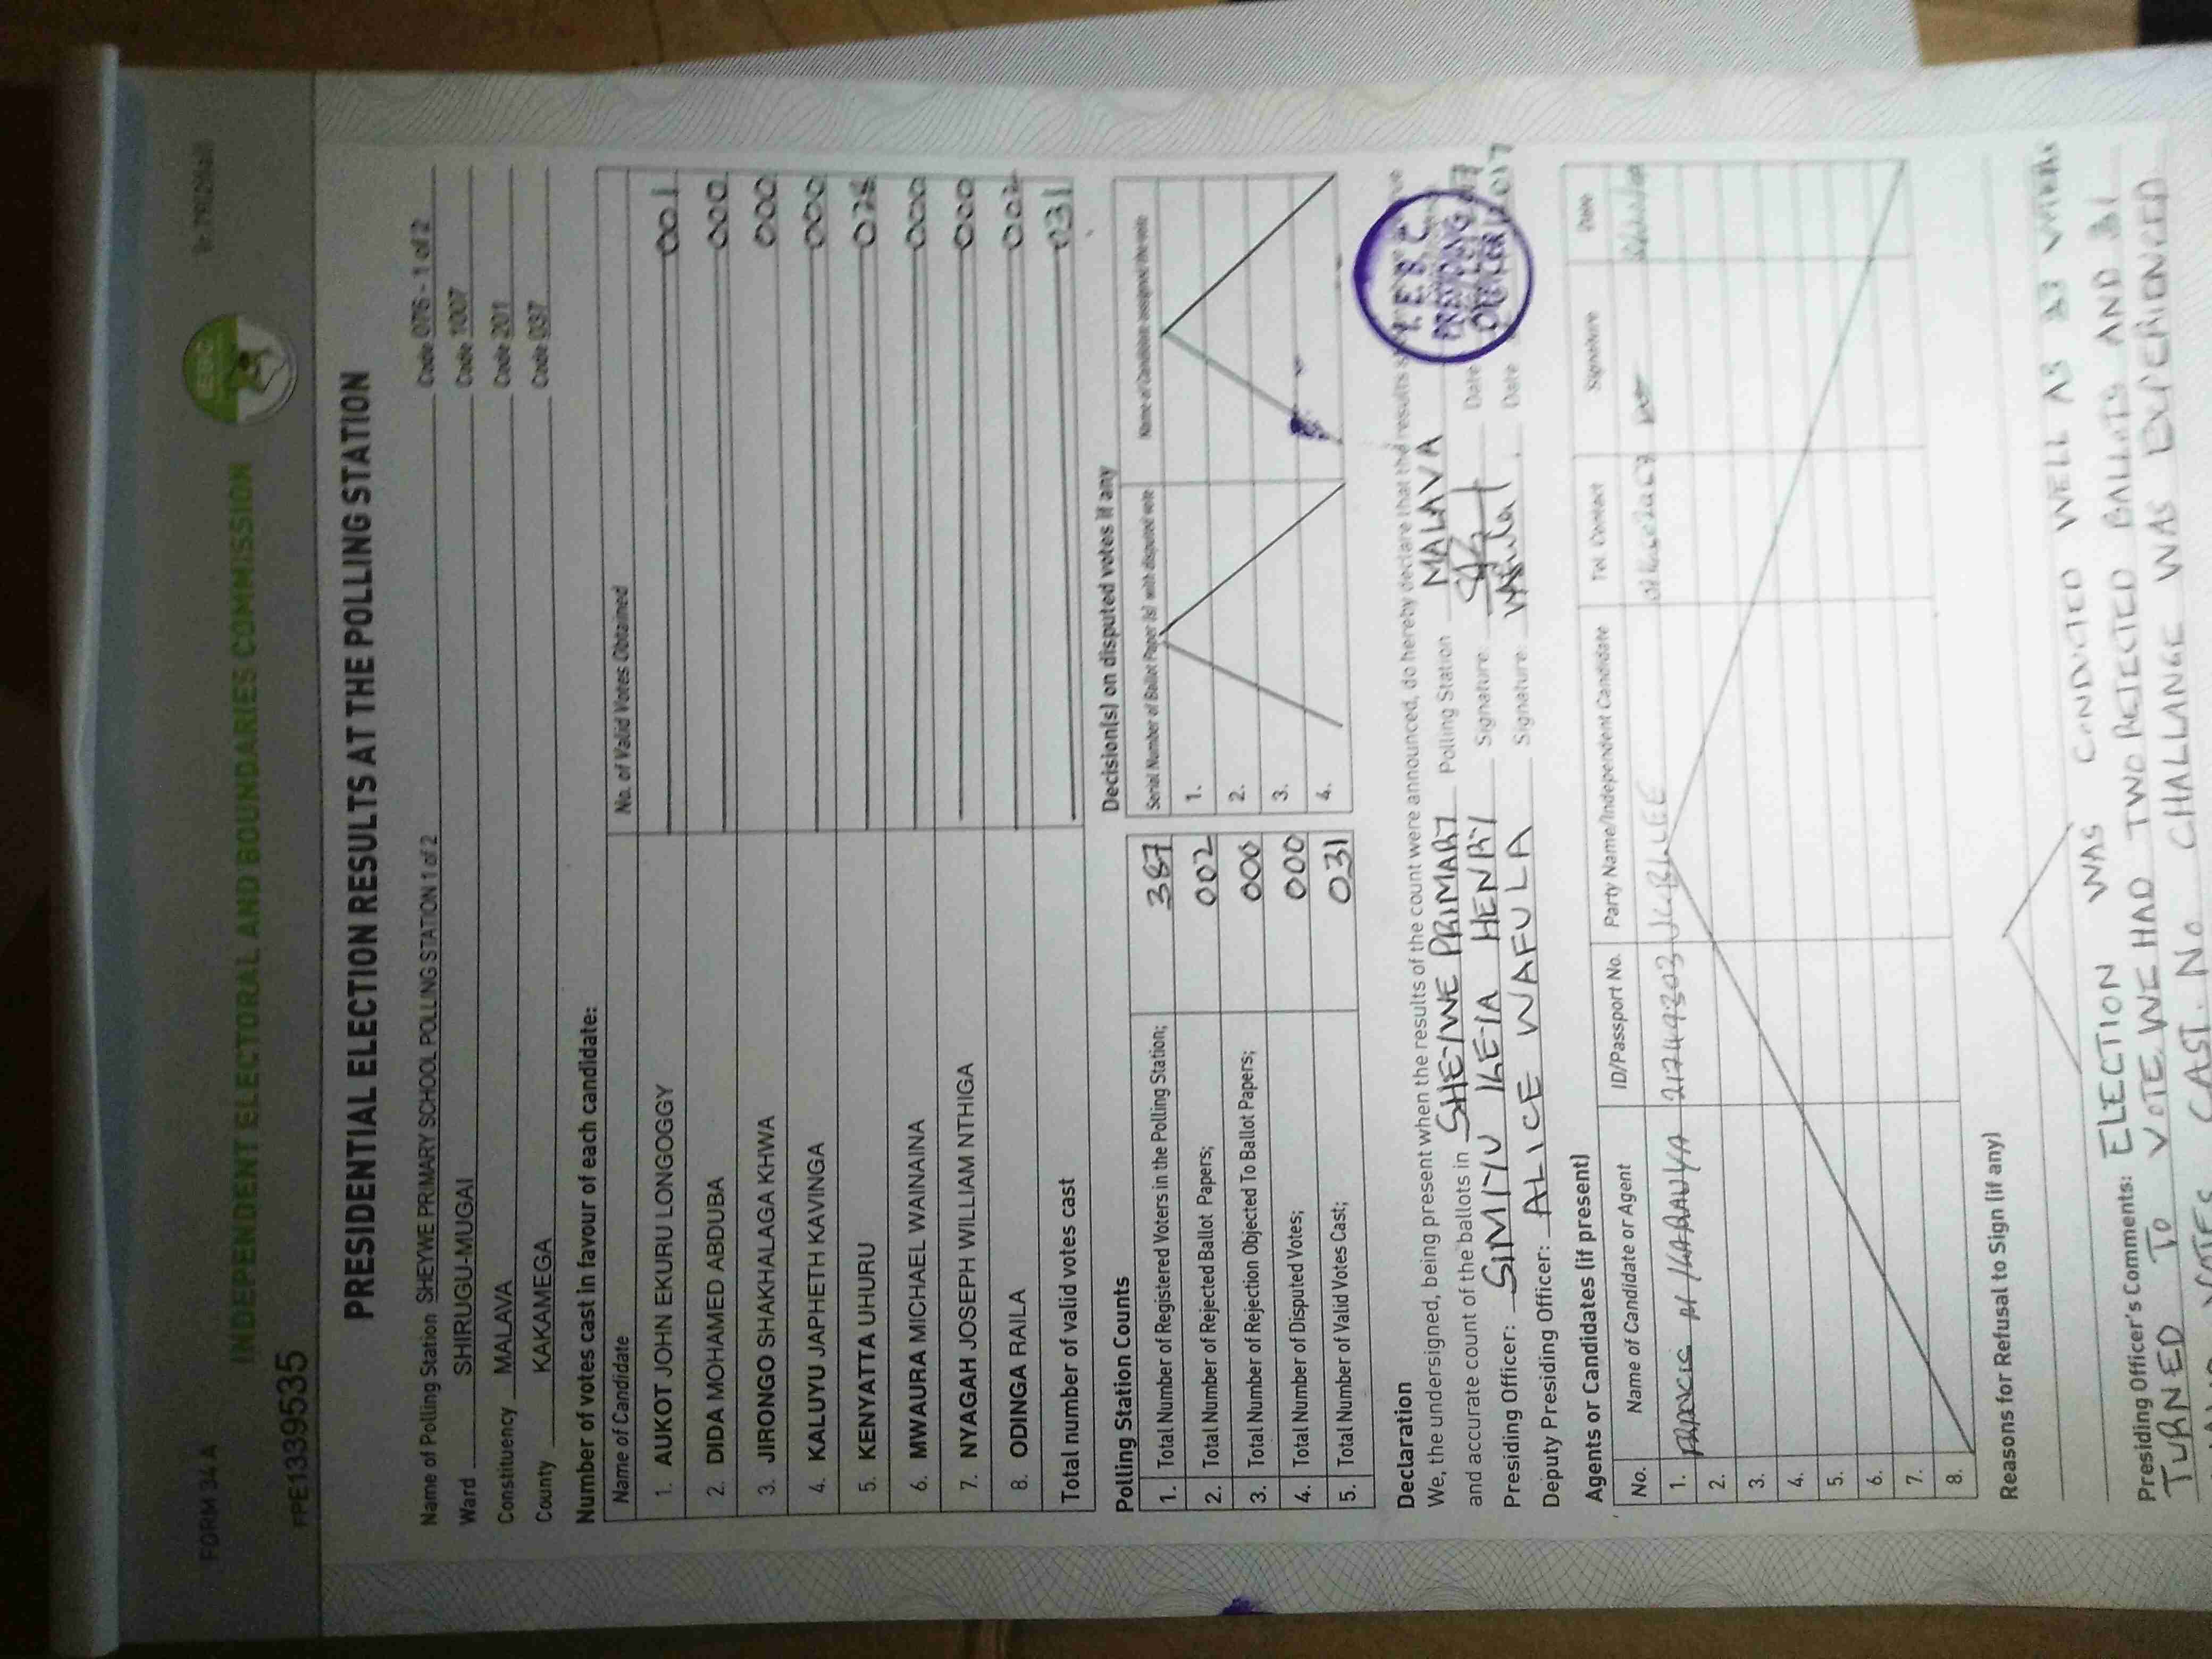 FORM 34 A
INDEPENDENT ELECTORAL AND BOUNDARIES COMMISSION
IEBC
FPE1339535
PRESIDENTIAL ELECTION RESULTS AT THE POLLING STATION
Name of Polling Station SHEYWE PRIMARY SCHOOL POLLING STATION 1 of 2 Code 076 - 1 of 2
Ward SHIRUGU-MUGAI Code 1007
Constituency MALAVA Code 201
County KAKAMEGA Code 037
Number of votes cast in favour of each candidate:
Name of Candidate No. of Valid Votes Obtained
1. AUKOT JOHN EKURU LONGOGGY 001
2. DIDA MOHAMED ABDUBA 000
3. JIRONGO SHAKHALAGA KHWA 000
4. KALUYU JAPHETH KAVINGA 000
5. KENYATTA UHURU 028
6. MWAURA MICHAEL WAINAINA 000
7. NYAGAH JOSEPH WILLIAM NTHIGA 000
8. ODINGA RAILA 002
Total number of valid votes cast 031
Polling Station Counts
1. Total Number of Registered Voters in the Polling Station; 387
2. Total Number of Rejected Ballot Papers; 002
3. Total Number of Rejection Objected To Ballot Papers; 000
4. Total Number of Disputed Votes; 000
5. Total Number of Valid Votes Cast; 031
Decision(s) on disputed votes if any
Serial Number of Ballot Paper (s) with disputed vote Name of Candidate assigned the vote
1.
2.
3.
4.
Declaration
We, the undersigned, being present when the results of the count were announced, do hereby declare that the results
and accurate count of the ballots in SHEYWE PRIMARY Polling Station MALAVA
Presiding Officer: SIMIYU KEIA HENRY Signature Date
Deputy Presiding Officer: ALICE WAFULA Signature Date
I.E.B.C.
PRESIDING
OFFICER
Agents or Candidates (if present)
No. Name of Candidate or Agent ID/Passport No. Party Name/Independent Candidate Tel. Contact Signature Date
1. FRANCIS JUBILEE
2.
3.
4.
5.
6.
7.
8.
Reasons for Refusal to Sign (if any)
Presiding Officer's Comments: ELECTION WAS CONDUCTED WELL AS 33
TURNED TO VOTE. WE HAD TWO REJECTED BALLOTS AND 31
VOTES CAST. NO CHALLANGE WAS EXPERIENCED